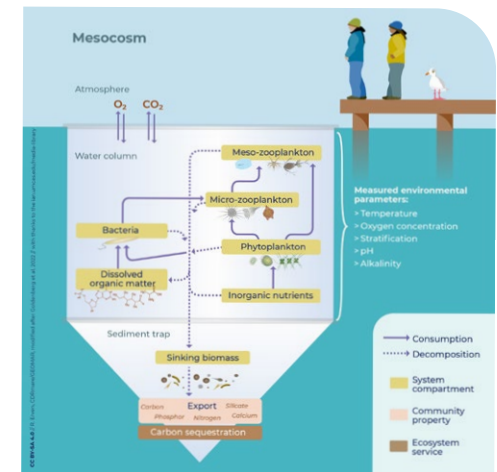 Mesocosm
Atmosphere
O₂ CO₂
Water column
Meso-zooplankton
Micro-zooplankton
Bacteria
Phytoplankton
Dissolved
organic matter
Inorganic nutrients
Sediment trap
Sinking biomass
Export
Carbon
Silicate
Phosphor
Nitrogen
Calcium
Carbon sequestration
Measured environmental
parameters:
> Temperature
> Oxygen concentration
> Stratification
> pH
> Alkalinity
Consumption
Decomposition
System
compartment
Community
property
Ecosystem
service